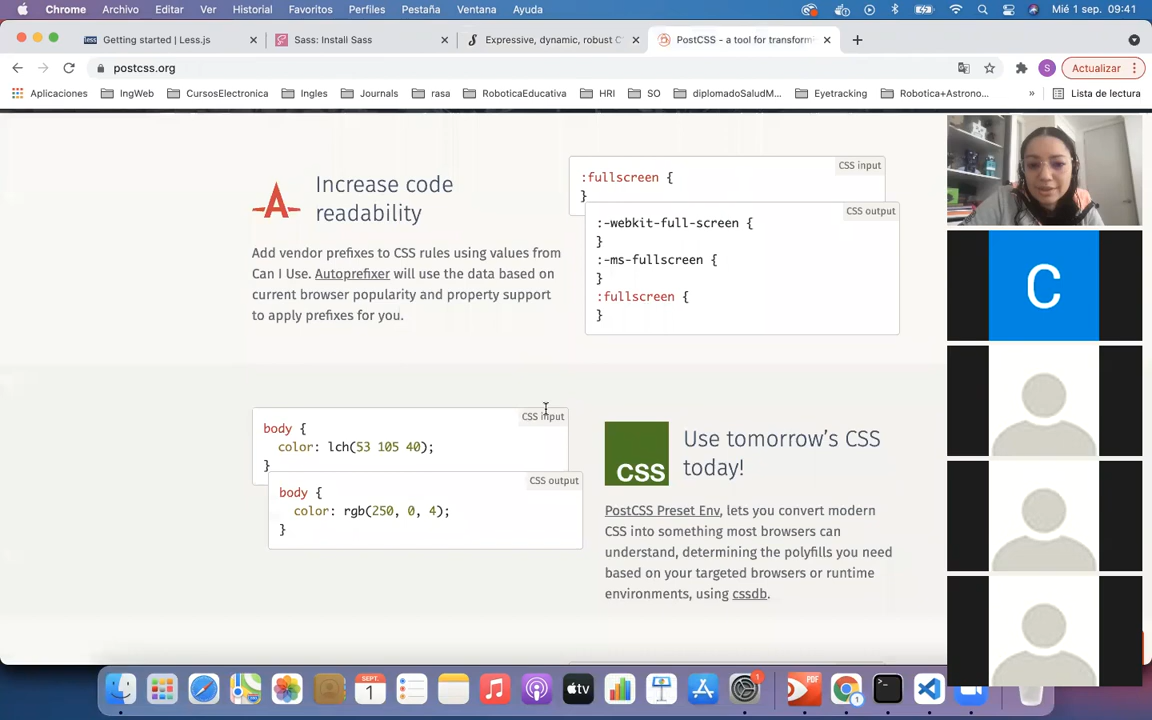 Chrome Archivo Editar Ver Historial Favoritos Perfiles Pestaña Ventana Ayuda Mié 1 sep. 09:41
less Getting started | Less.js Sass: Install Sass Expressive, dynamic, robust C PostCSS - a tool for transform
postcss.org Actualizar
Aplicaciones IngWeb CursosElectronica Ingles Journals rasa RoboticaEducativa HRI SO diplomadoSaludM... Eyetracking Robotica+Astrono... » Lista de lectura
Increase code
readability
Add vendor prefixes to CSS rules using values from
Can I Use. Autoprefixer will use the data based on
current browser popularity and property support
to apply prefixes for you.
CSS input
:fullscreen {
}
CSS output
:-webkit-full-screen {
}
:-ms-fullscreen {
}
:fullscreen {
}
CSS input
body {
color: lch(53 105 40);
}
CSS output
body {
color: rgb(250, 0, 4);
}
CSS
Use tomorrow's CSS
today!
PostCSS Preset Env, lets you convert modern
CSS into something most browsers can
understand, determining the polyfills you need
based on your targeted browsers or runtime
environments, using cssdb.
S
C
SEPT.
1
tv
PDF
1
1